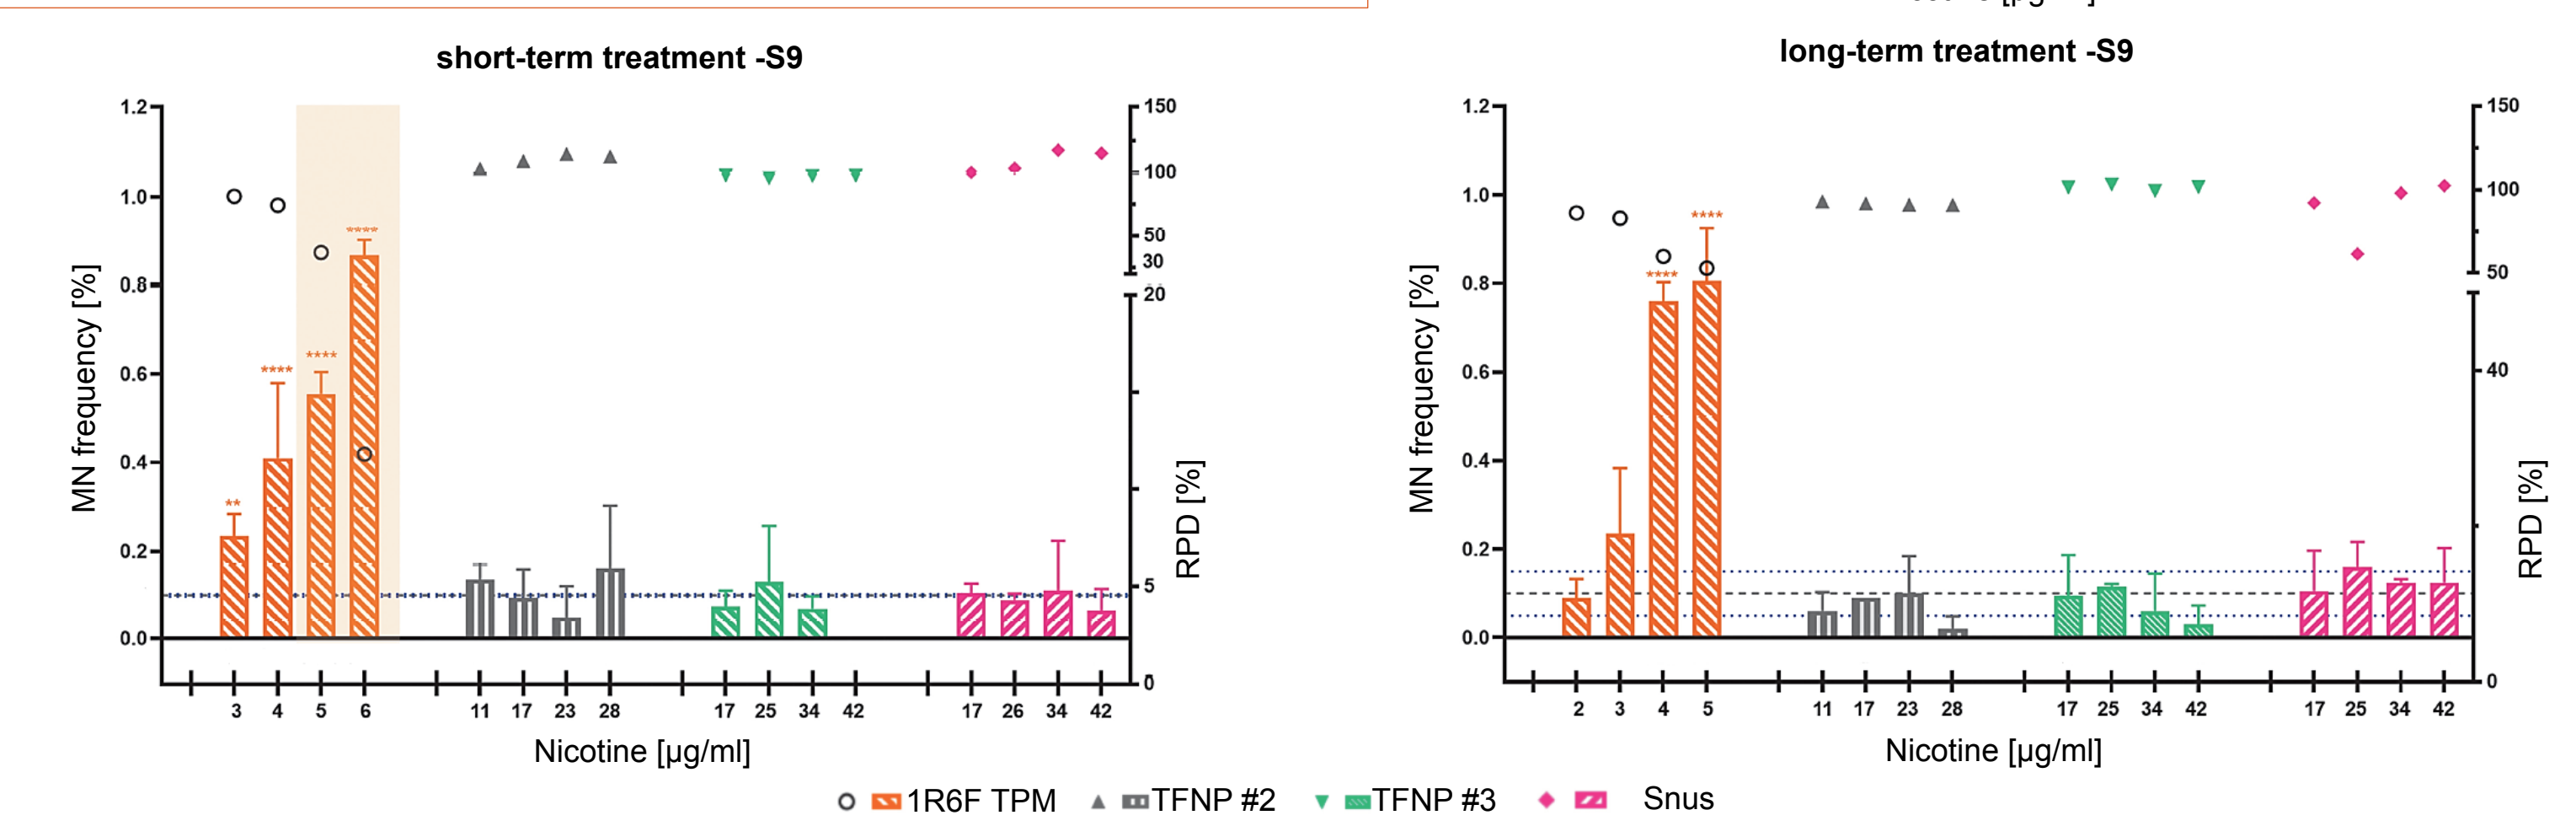 short-term treatment -S9
1.2
1.0
0.8
0.6
0.4
0.2
0.0
MN frequency [%]
**
****
****
****
150
100
50
30
20
5
0
RPD [%]
3 4 5 6 11 17 23 28 17 25 34 42 17 26 34 42
Nicotine [µg/ml]
long-term treatment -S9
1.2
1.0
0.8
0.6
0.4
0.2
0.0
MN frequency [%]
****
****
150
100
50
40
0
RPD [%]
2 3 4 5 11 17 23 28 17 25 34 42 17 25 34 42
Nicotine [µg/ml]
1R6F TPM TFNP #2 TFNP #3 Snus